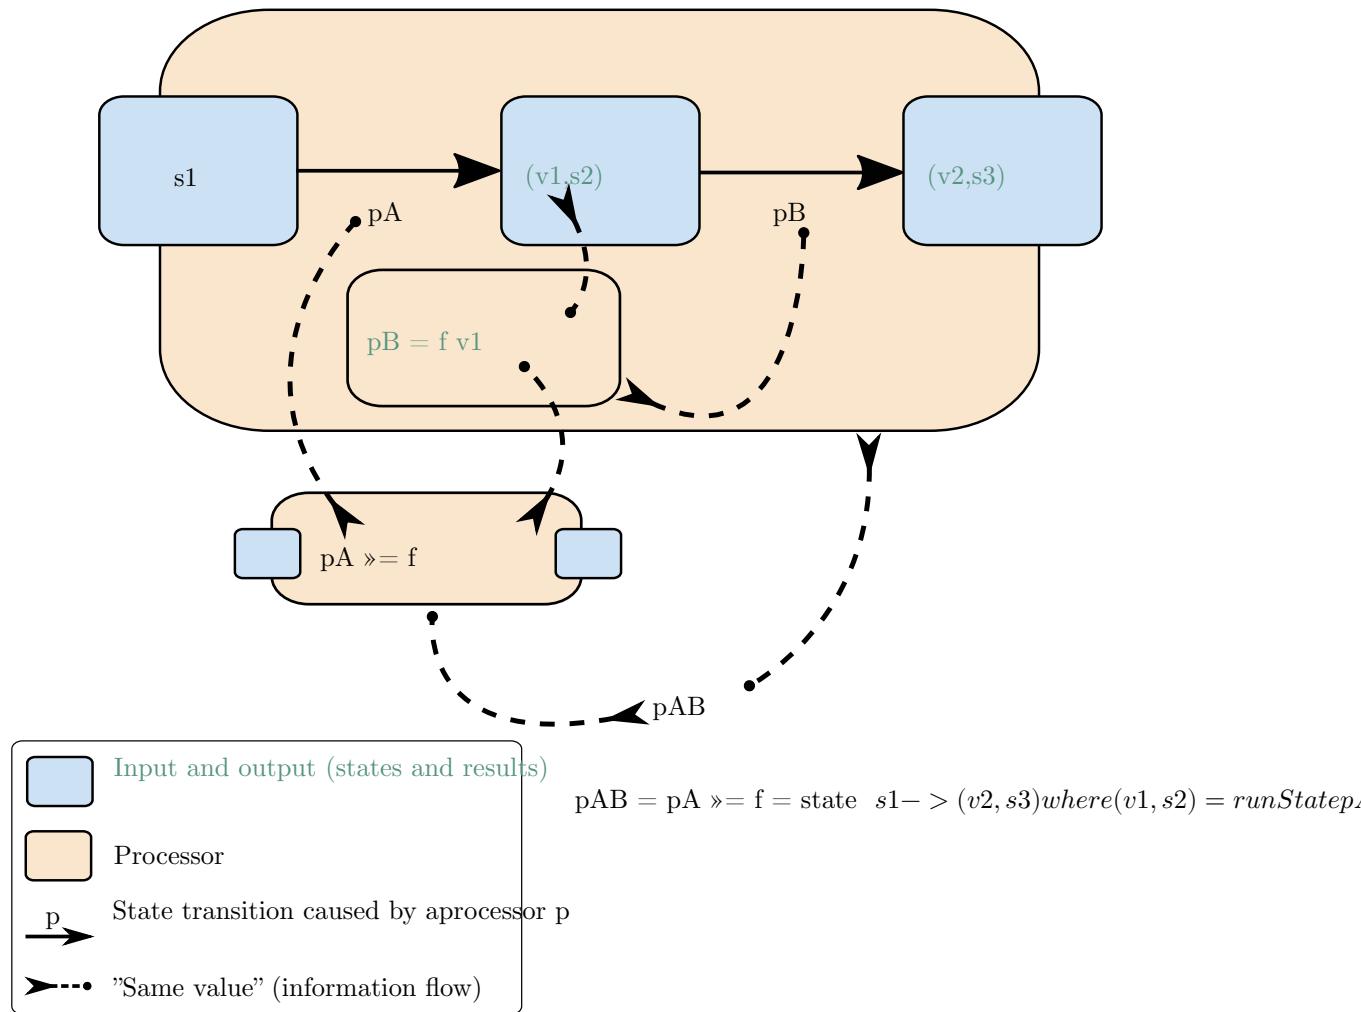 s1
(v1,s2)
(v2,s3)
pA
pB
pB = f v1
pA »= f
pAB
Input and output (states and results)
pAB = pA »= f = state s1− > (v2, s3)where(v1, s2) = runStatepA
Processor
p
State transition caused by aprocessor p
”Same value” (information flow)